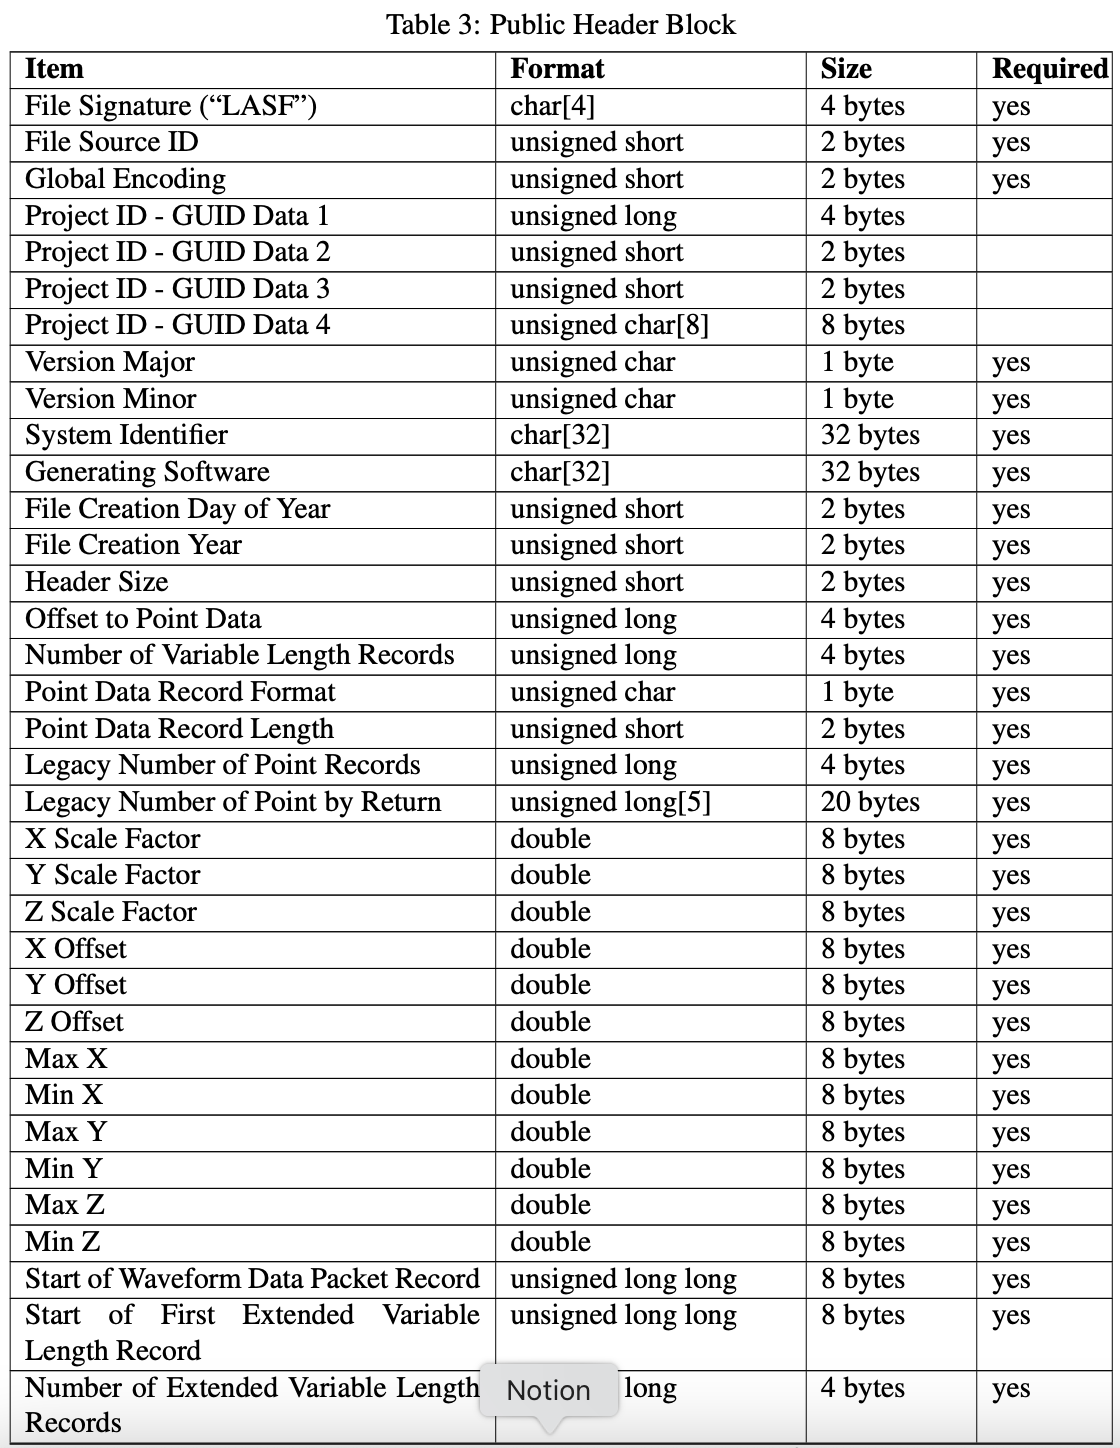 Table 3: Public Header Block
Item Format Size Required
File Signature (“LASF”) char[4] 4 bytes yes
File Source ID unsigned short 2 bytes yes
Global Encoding unsigned short 2 bytes yes
Project ID - GUID Data 1 unsigned long 4 bytes
Project ID - GUID Data 2 unsigned short 2 bytes
Project ID - GUID Data 3 unsigned short 2 bytes
Project ID - GUID Data 4 unsigned char[8] 8 bytes
Version Major unsigned char 1 byte yes
Version Minor unsigned char 1 byte yes
System Identifier char[32] 32 bytes yes
Generating Software char[32] 32 bytes yes
File Creation Day of Year unsigned short 2 bytes yes
File Creation Year unsigned short 2 bytes yes
Header Size unsigned short 2 bytes yes
Offset to Point Data unsigned long 4 bytes yes
Number of Variable Length Records unsigned long 4 bytes yes
Point Data Record Format unsigned char 1 byte yes
Point Data Record Length unsigned short 2 bytes yes
Legacy Number of Point Records unsigned long 4 bytes yes
Legacy Number of Point by Return unsigned long[5] 20 bytes yes
X Scale Factor double 8 bytes yes
Y Scale Factor double 8 bytes yes
Z Scale Factor double 8 bytes yes
X Offset double 8 bytes yes
Y Offset double 8 bytes yes
Z Offset double 8 bytes yes
Max X double 8 bytes yes
Min X double 8 bytes yes
Max Y double 8 bytes yes
Min Y double 8 bytes yes
Max Z double 8 bytes yes
Min Z double 8 bytes yes
Start of Waveform Data Packet Record unsigned long long 8 bytes yes
Start of First Extended Variable unsigned long long 8 bytes yes
Length Record
Number of Extended Variable Length Notion long 4 bytes yes
Records